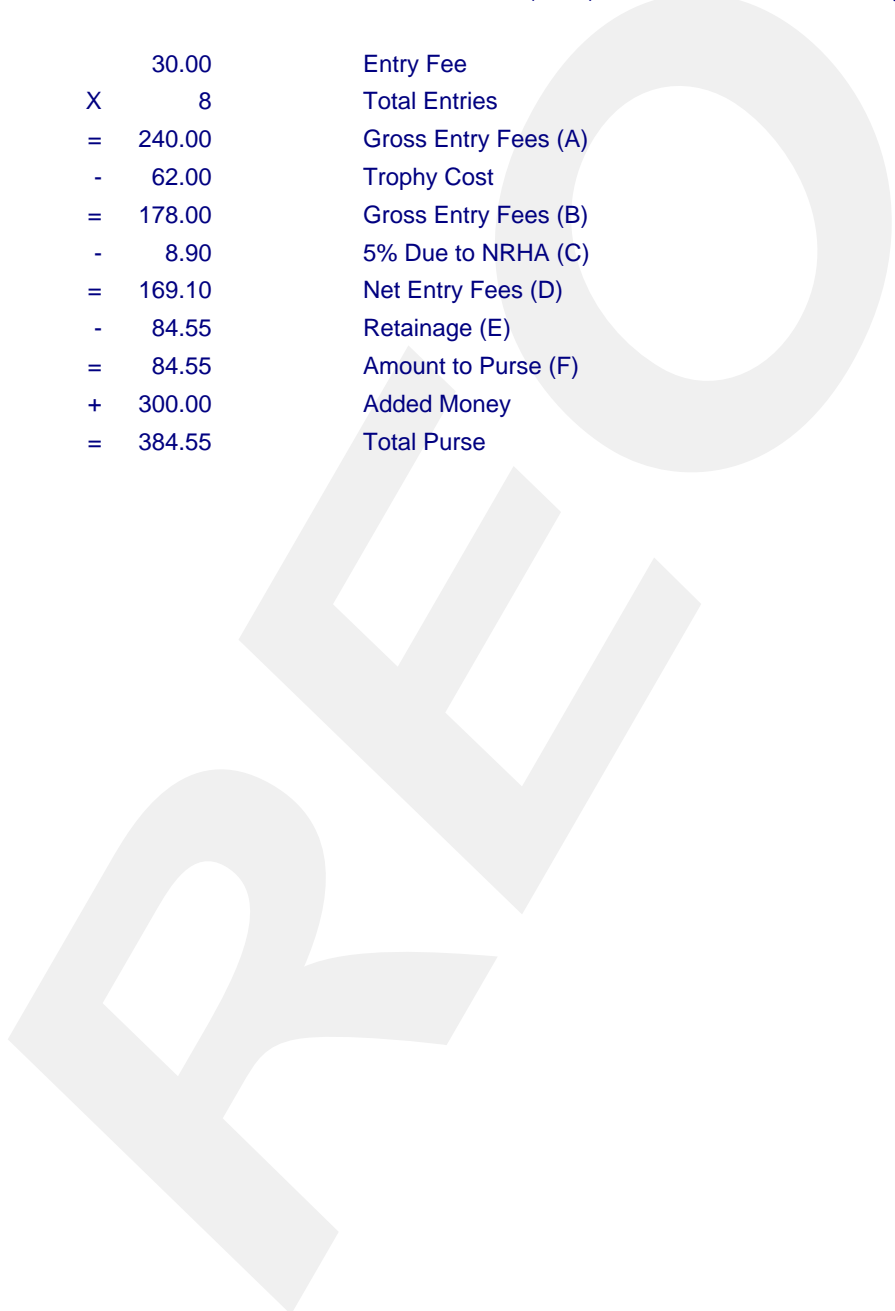 30.00 Entry Fee
X 8 Total Entries
= 240.00 Gross Entry Fees (A)
- 62.00 Trophy Cost
= 178.00 Gross Entry Fees (B)
- 8.90 5% Due to NRHA (C)
= 169.10 Net Entry Fees (D)
- 84.55 Retainage (E)
= 84.55 Amount to Purse (F)
+ 300.00 Added Money
= 384.55 Total Purse
REO